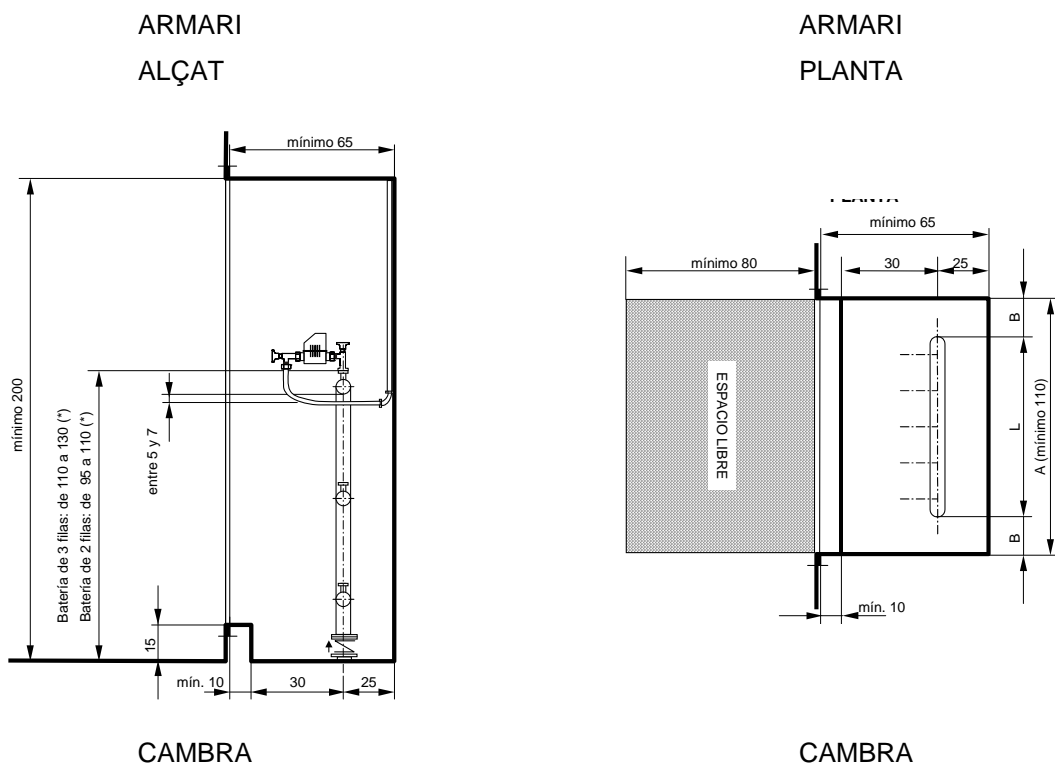 ARMARI
ALÇAT
mínimo 65
mínimo 200
Batería de 3 filas: de 110 a 130 (*)
Batería de 2 filas: de 95 a 110 (*)
entre 5 y 7
15
mín. 10
30
25
CAMBRA
ARMARI
PLANTA
PLANTA
mínimo 65
mínimo 80
30
25
B
ESPACIO LIBRE
L
A (mínimo 110)
B
mín. 10
CAMBRA